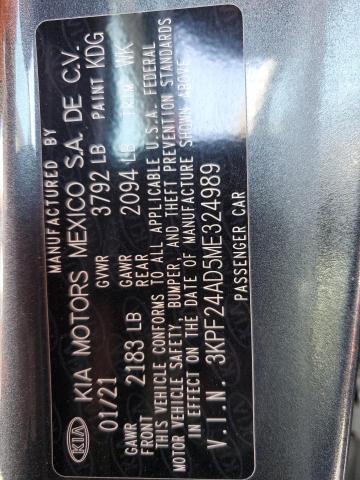 MANUFACTURED BY
KIA KIA MOTORS MEXICO S.A. DE C.V.
01/21 GVWR 3792 LB PAINT KDG
GAWR FRONT 2183 LB GAWR REAR 2094 LB TRIM WK
THIS VEHICLE CONFORMS TO ALL APPLICABLE U.S.A. FEDERAL
MOTOR VEHICLE SAFETY, BUMPER, AND THEFT PREVENTION STANDARDS
IN EFFECT ON THE DATE OF MANUFACTURE SHOWN ABOVE.
V.I.N. 3KPF24AD5ME324989
PASSENGER CAR